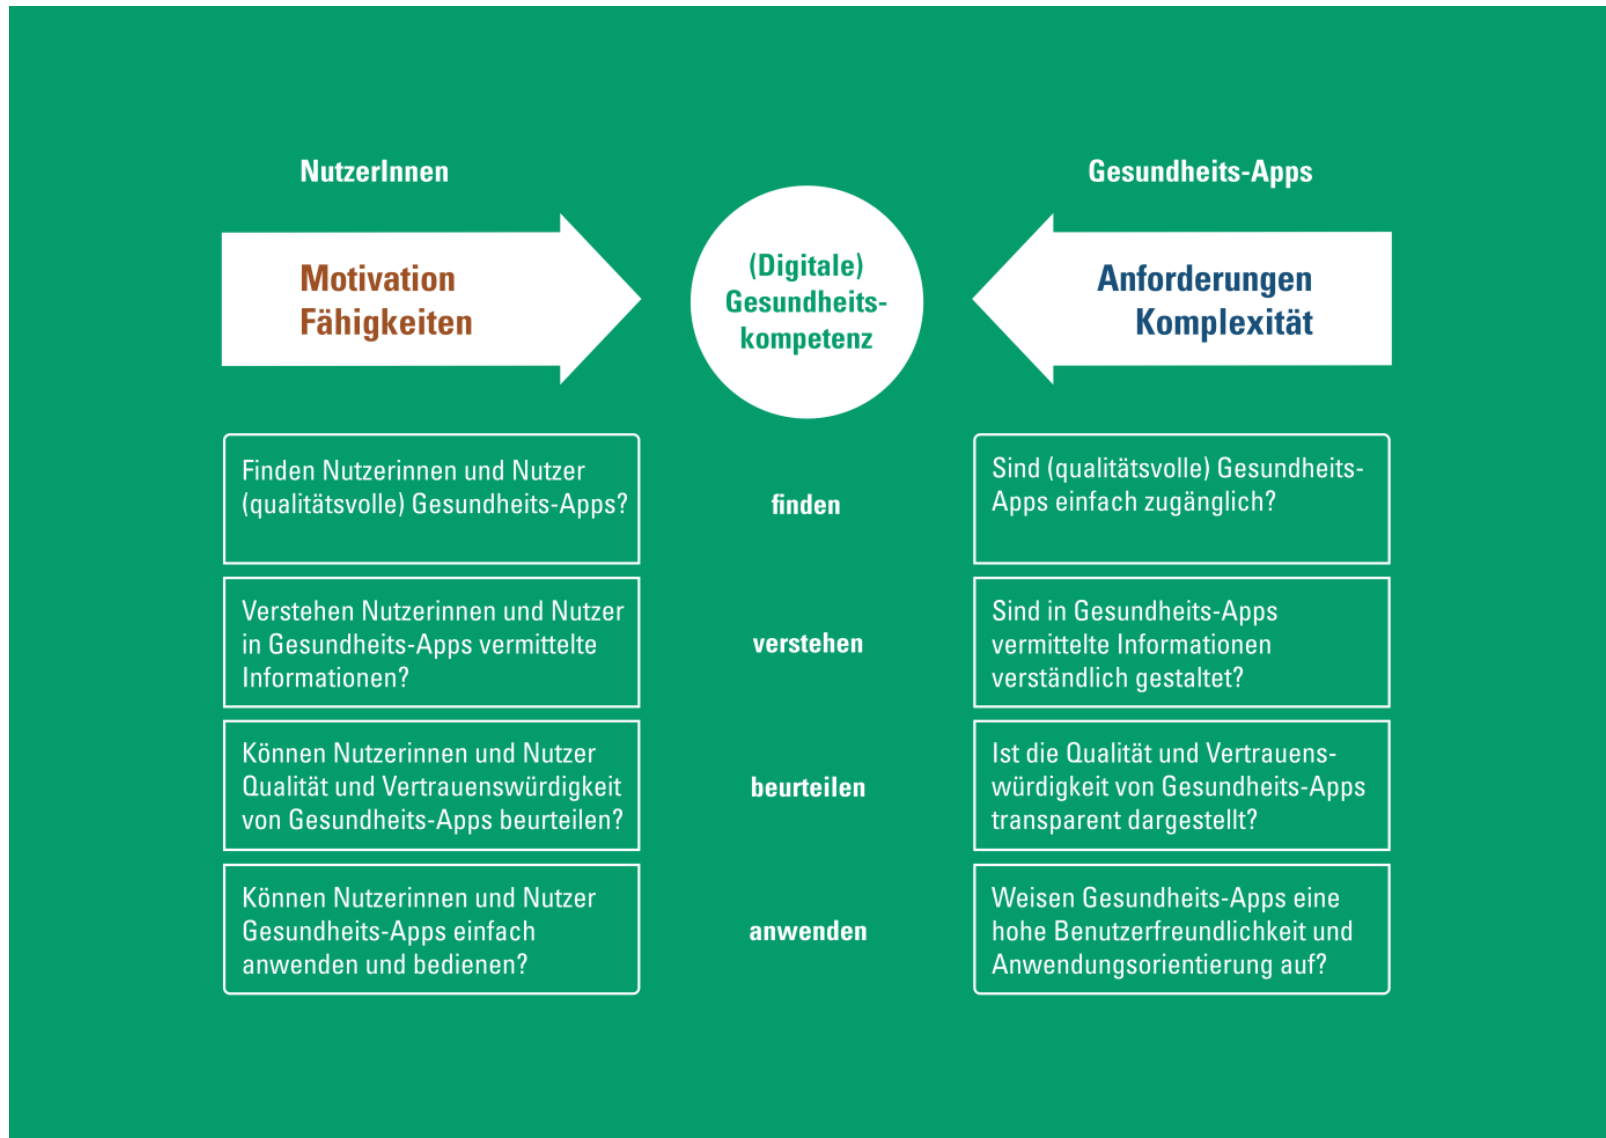 NutzerInnen
Motivation
Fähigkeiten
(Digitale)
Gesundheits-
kompetenz
Gesundheits-Apps
Anforderungen
Komplexität
Finden Nutzerinnen und Nutzer
(qualitätsvolle) Gesundheits-Apps?
finden
Sind (qualitätsvolle) Gesundheits-
Apps einfach zugänglich?
Verstehen Nutzerinnen und Nutzer
in Gesundheits-Apps vermittelte
Informationen?
verstehen
Sind in Gesundheits-Apps
vermittelte Informationen
verständlich gestaltet?
Können Nutzerinnen und Nutzer
Qualität und Vertrauenswürdigkeit
von Gesundheits-Apps beurteilen?
beurteilen
Ist die Qualität und Vertrauens-
würdigkeit von Gesundheits-Apps
transparent dargestellt?
Können Nutzerinnen und Nutzer
Gesundheits-Apps einfach
anwenden und bedienen?
anwenden
Weisen Gesundheits-Apps eine
hohe Benutzerfreundlichkeit und
Anwendungsorientierung auf?